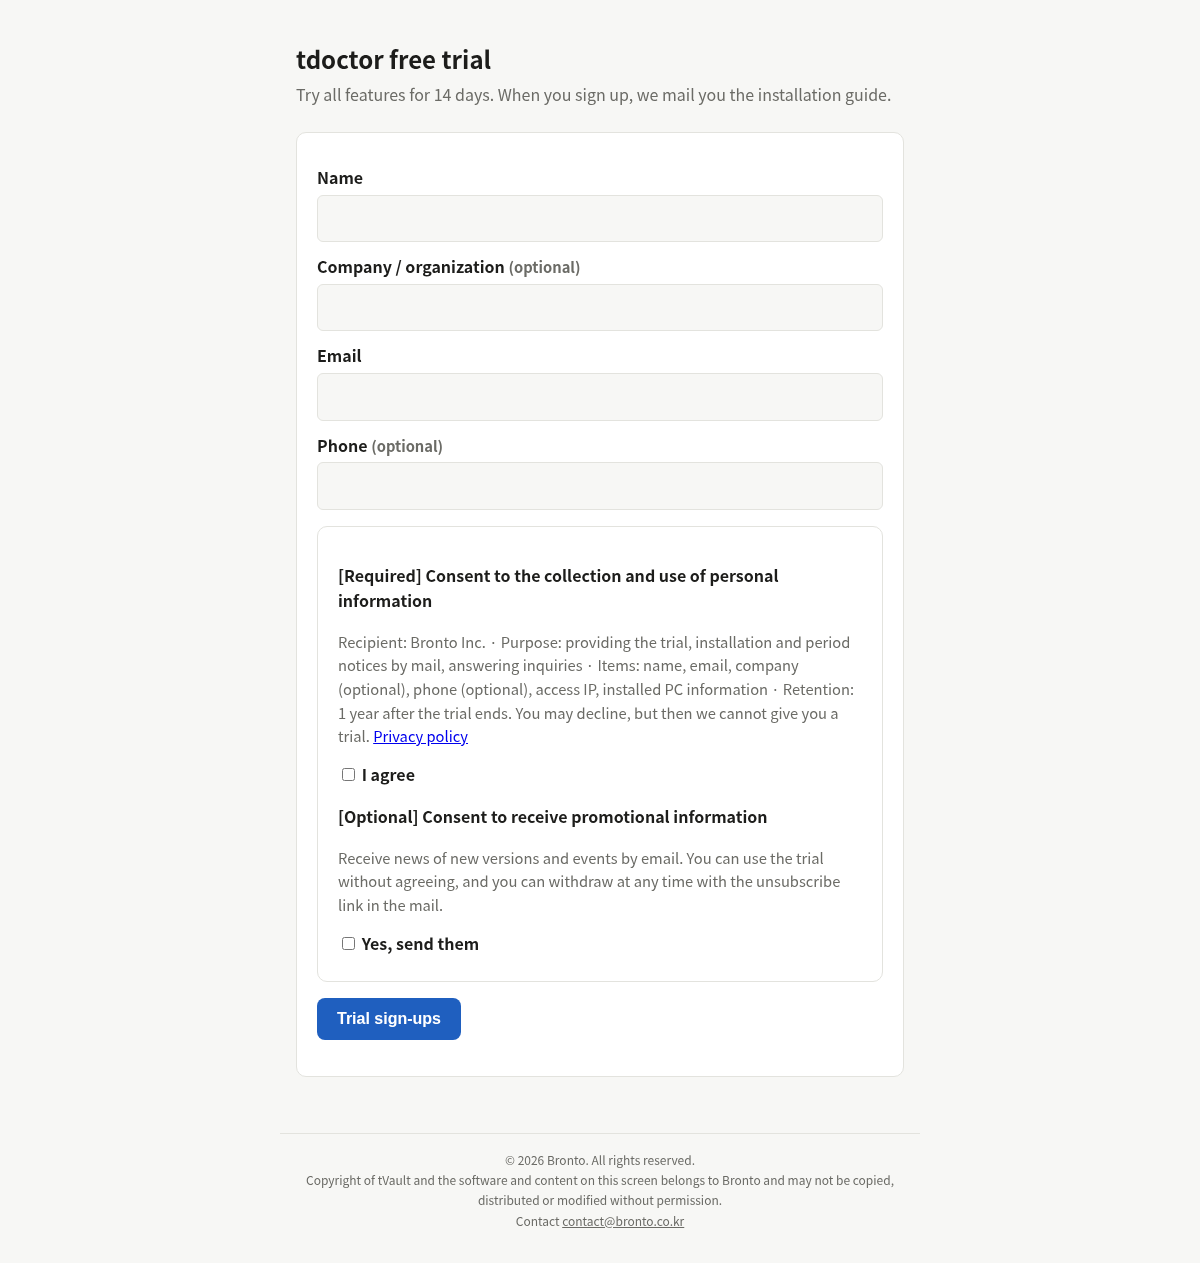 tdoctor free trial
Try all features for 14 days. When you sign up, we mail you the installation guide.
Name
Company / organization (optional)
Email
Phone (optional)
[Required] Consent to the collection and use of personal
information
Recipient: Bronto Inc. · Purpose: providing the trial, installation and period
notices by mail, answering inquiries · Items: name, email, company
(optional), phone (optional), access IP, installed PC information · Retention:
1 year after the trial ends. You may decline, but then we cannot give you a
trial. Privacy policy
I agree
[Optional] Consent to receive promotional information
Receive news of new versions and events by email. You can use the trial
without agreeing, and you can withdraw at any time with the unsubscribe
link in the mail.
Yes, send them
Trial sign-ups
© 2026 Bronto. All rights reserved.
Copyright of tVault and the software and content on this screen belongs to Bronto and may not be copied,
distributed or modified without permission.
Contact contact@bronto.co.kr